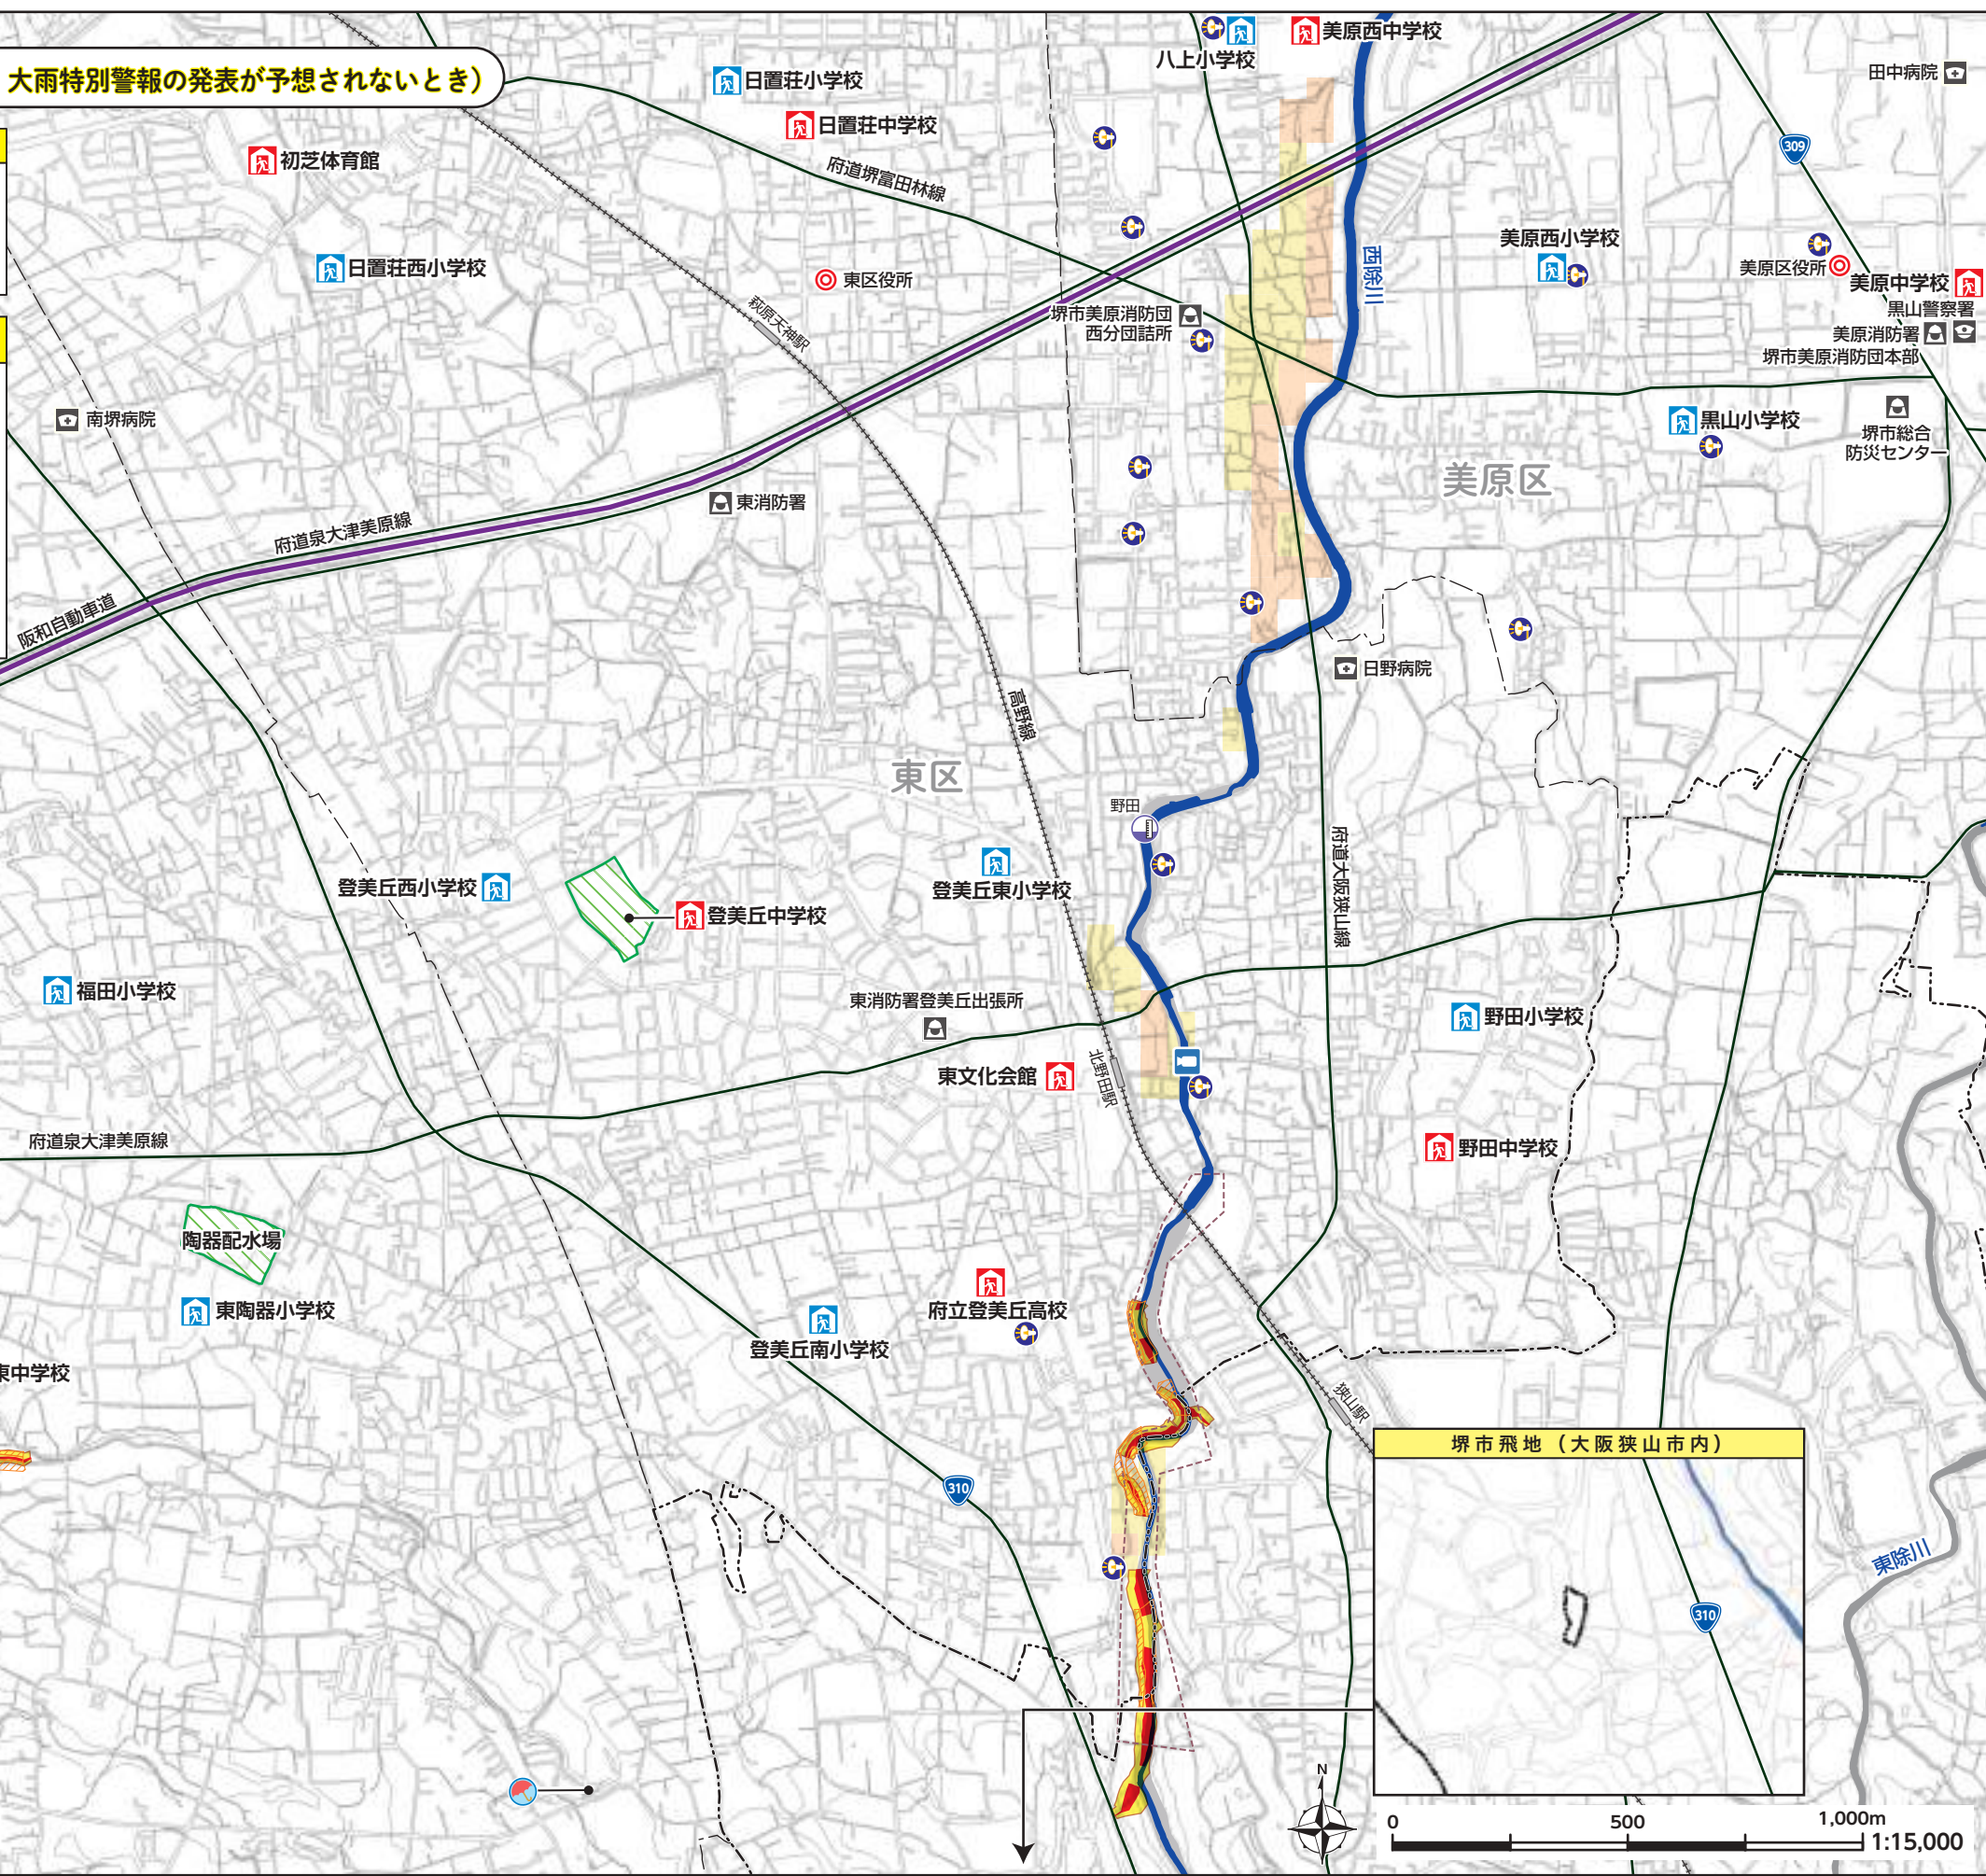 大雨特別警報の発表が予想されないとき）
八上小学校
美原西中学校
田中病院
日置荘小学校
日置荘中学校
309
初芝体育館
府道堺富田林線
美原西小学校
西除川
日置荘西小学校
東区役所
美原区役所
美原中学校
黒山警察署
美原消防署
堺市美原消防団本部
萩原天神駅
堺市美原消防団
西分団詰所
南堺病院
黒山小学校
堺市総合
防災センター
美原区
東消防署
府道泉大津美原線
阪和自動車道
日野病院
高野線
東区
野田
府道大阪狭山線
登美丘西小学校
登美丘東小学校
登美丘中学校
福田小学校
東消防署登美丘出張所
野田小学校
東文化会館
北野田駅
府道泉大津美原線
野田中学校
陶器配水場
東陶器小学校
府立登美丘高校
登美丘南小学校
東中学校
狭山駅
堺市飛地（大阪狭山市内）
310
東除川
310
N
0 500 1,000m
1:15,000